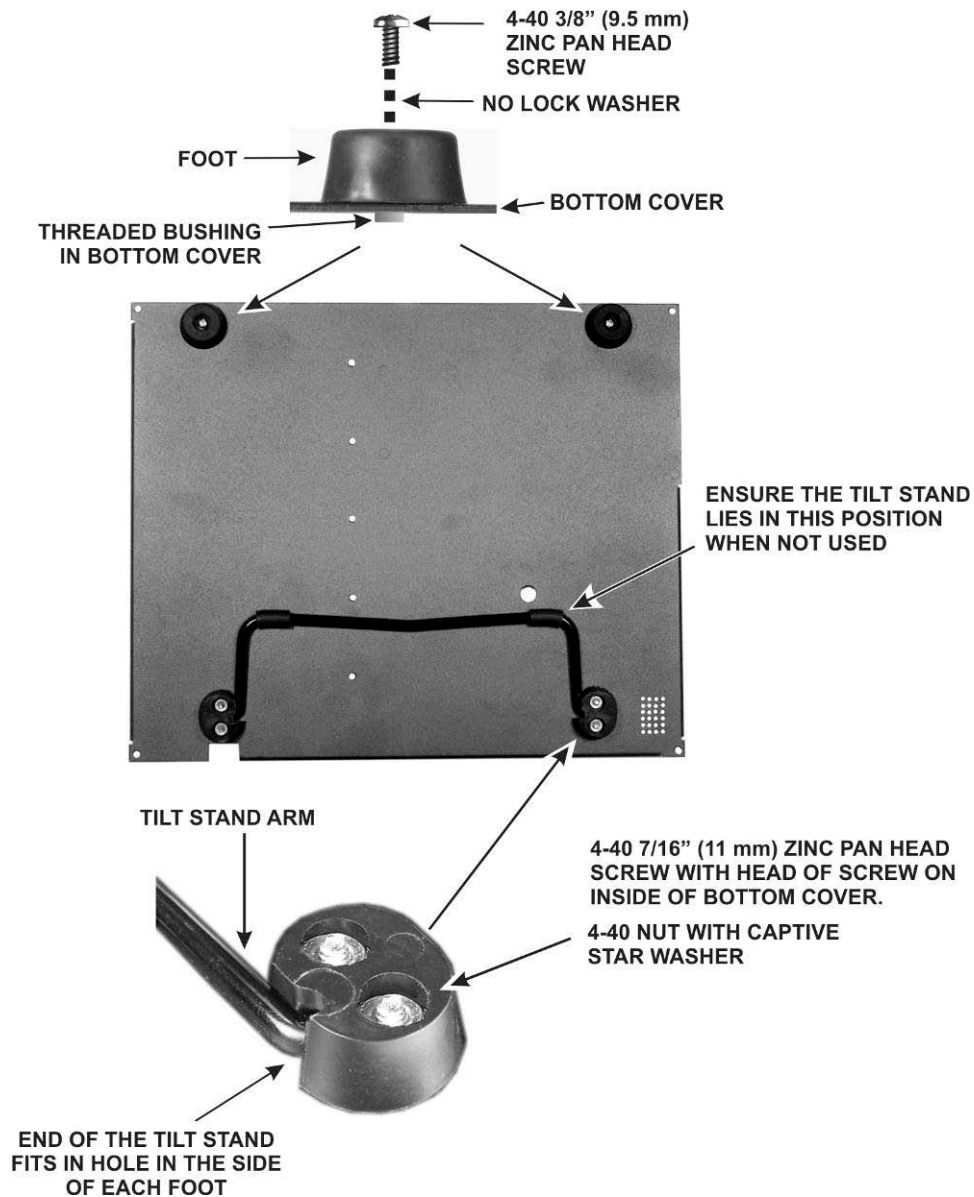 4-40 3/8” (9.5 mm)
ZINC PAN HEAD
SCREW
NO LOCK WASHER
FOOT
BOTTOM COVER
THREADED BUSHING
IN BOTTOM COVER
ENSURE THE TILT STAND
LIES IN THIS POSITION
WHEN NOT USED
TILT STAND ARM
4-40 7/16” (11 mm) ZINC PAN HEAD
SCREW WITH HEAD OF SCREW ON
INSIDE OF BOTTOM COVER.
4-40 NUT WITH CAPTIVE
STAR WASHER
END OF THE TILT STAND
FITS IN HOLE IN THE SIDE
OF EACH FOOT